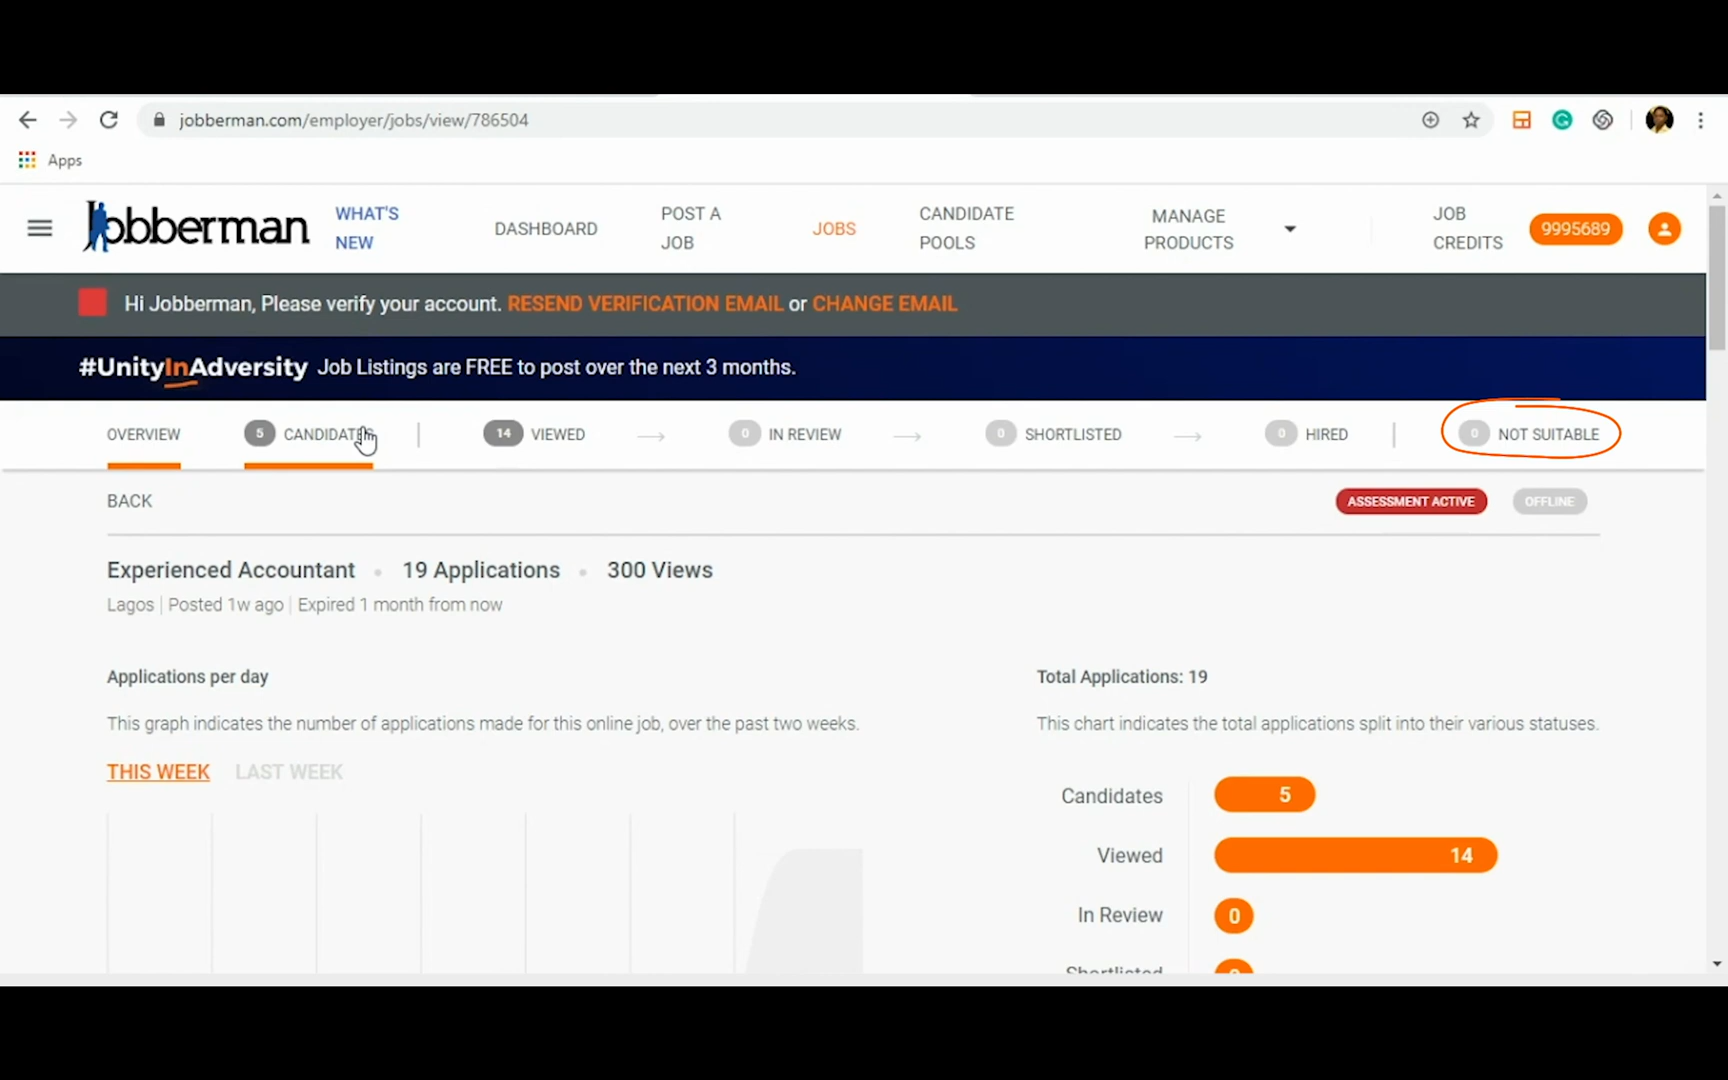 jobberman.com/employer/jobs/view/786504
Apps
Jobberman
WHAT'S NEW
DASHBOARD
POST A JOB
JOBS
CANDIDATE POOLS
MANAGE PRODUCTS
JOB CREDITS
9995689
Hi Jobberman, Please verify your account. RESEND VERIFICATION EMAIL or CHANGE EMAIL
#UnityInAdversity Job Listings are FREE to post over the next 3 months.
OVERVIEW
5 CANDIDATES
14 VIEWED
0 IN REVIEW
0 SHORTLISTED
0 HIRED
0 NOT SUITABLE
BACK
ASSESSMENT ACTIVE
OFFLINE
Experienced Accountant • 19 Applications • 300 Views
Lagos | Posted 1w ago | Expired 1 month from now
Applications per day
This graph indicates the number of applications made for this online job, over the past two weeks.
THIS WEEK
LAST WEEK
Total Applications: 19
This chart indicates the total applications split into their various statuses.
Candidates 5
Viewed 14
In Review 0
Shortlisted 0